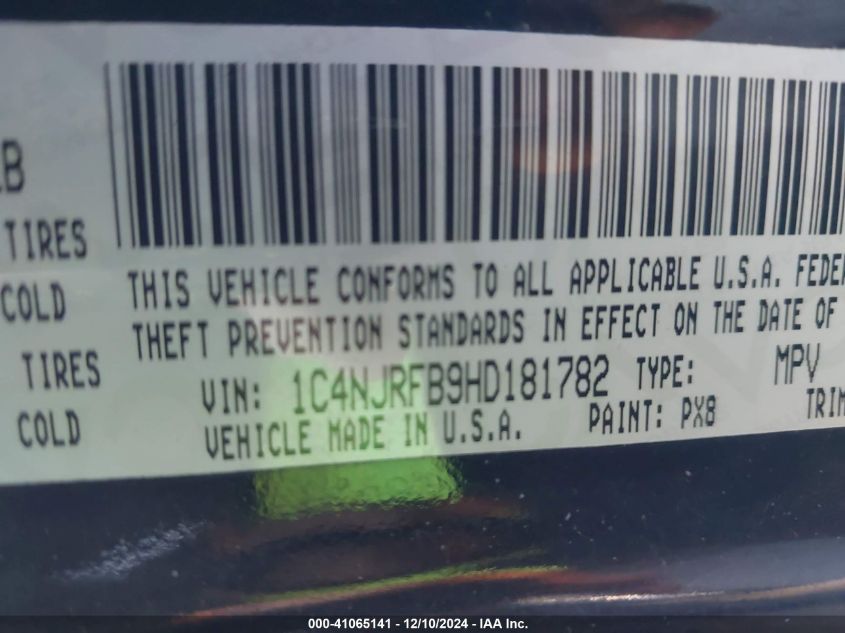 LB
TIRES
COLD
TIRES
COLD
THIS VEHICLE CONFORMS TO ALL APPLICABLE U.S.A. FEDER
THEFT PREVENTION STANDARDS IN EFFECT ON THE DATE OF
VIN: 1C4NJRFB9HD181782 TYPE: MPV
VEHICLE MADE IN U.S.A. PAINT: PX8 TRIM
000-41065141 - 12/10/2024 - IAA Inc.